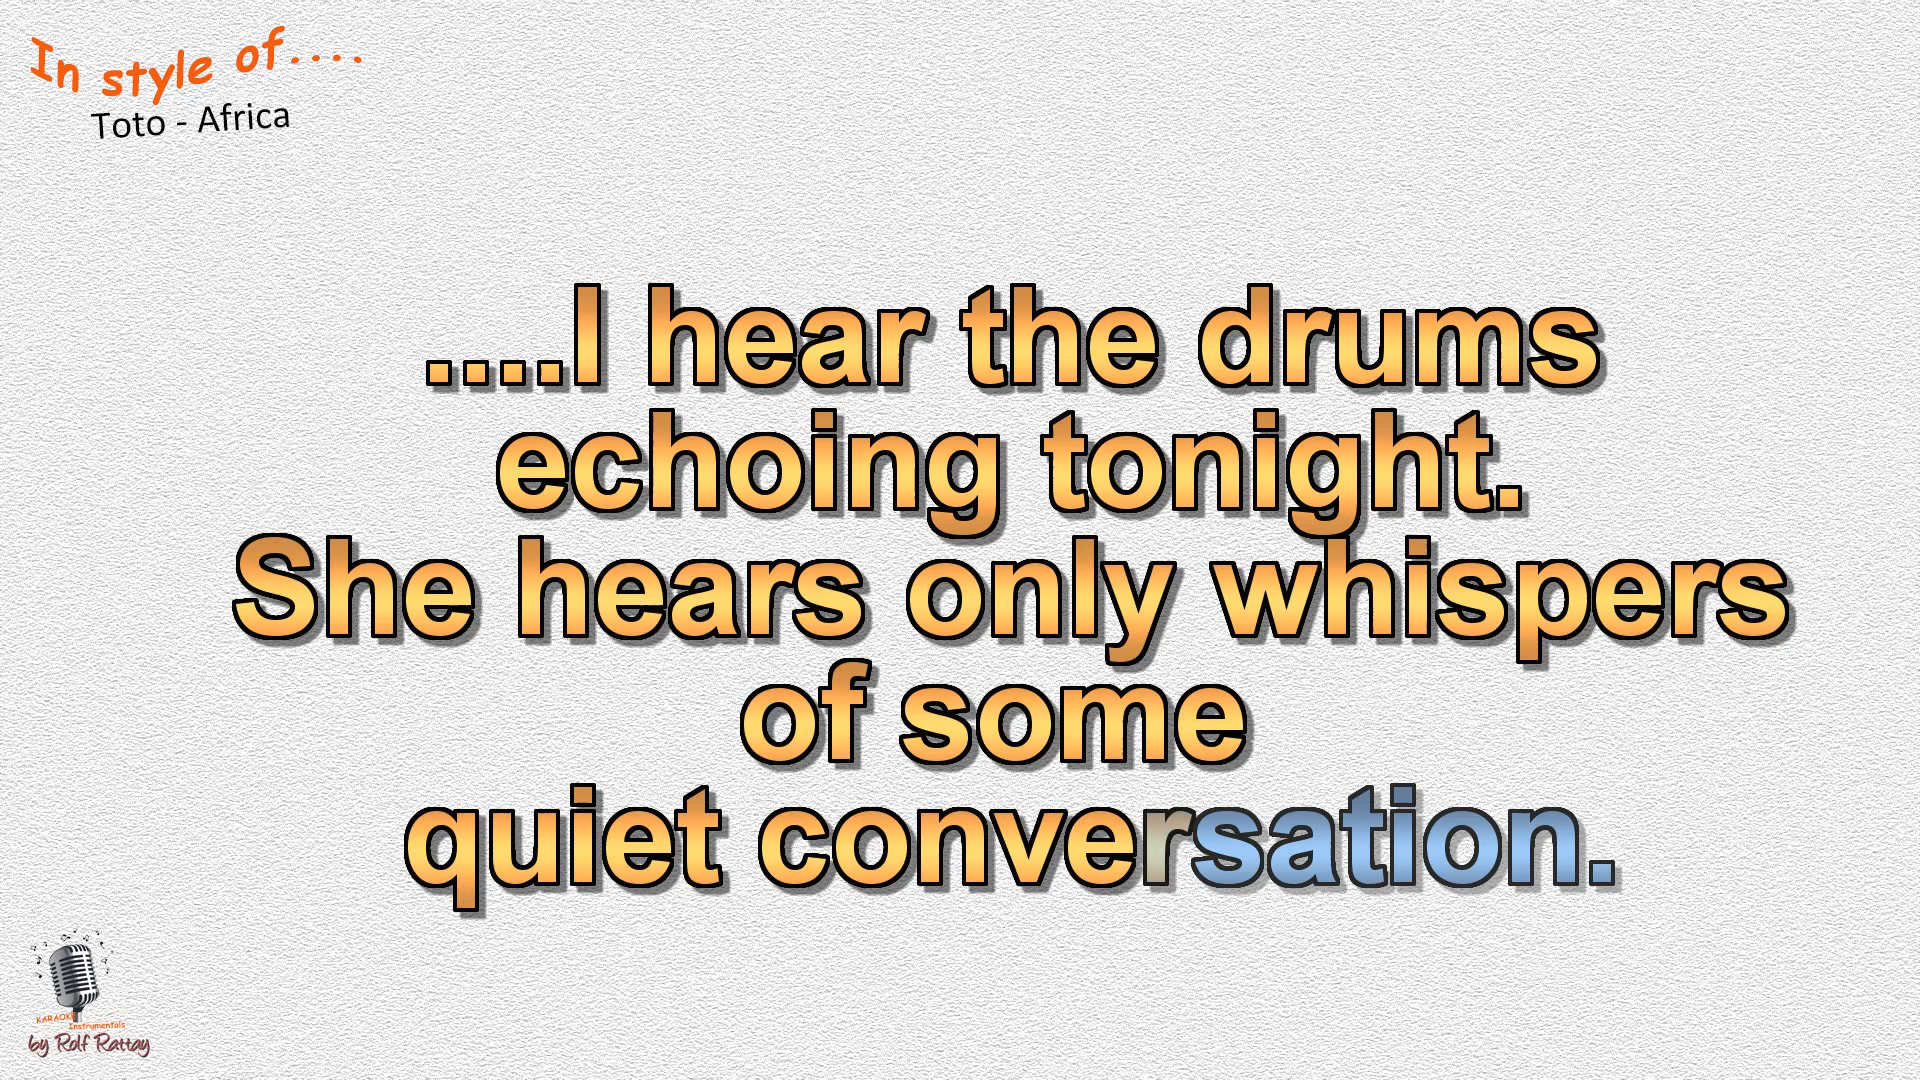 In style of....
Toto - Africa
....I hear the drums
echoing tonight.
She hears only whispers
of some
quiet conversation.
KARAOKE
Instrumentals
by Rolf Rattay